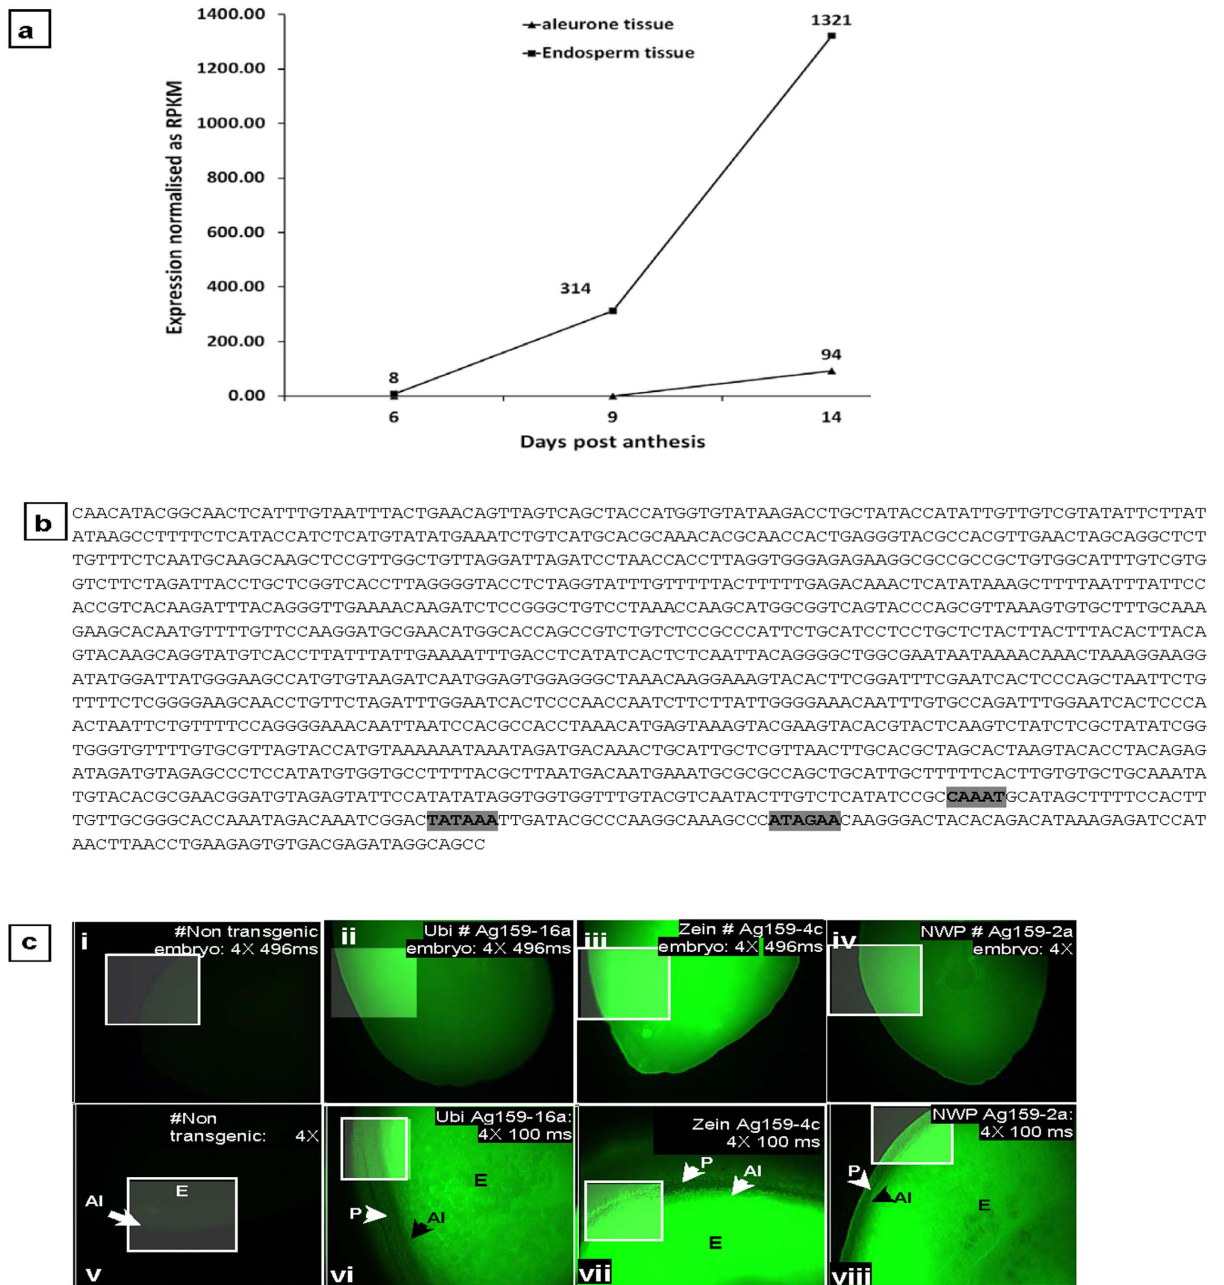 a
1400.00
aleurone tissue
Endosperm tissue
1321
1200.00
1000.00
800.00
600.00
400.00
314
200.00
94
8
0.00
6
9
14
Expression normalised as RPKM
Days post anthesis
b
CAACATACGGCAACTCATTTGTAATTTACTGAACAGTTAGTCAGCTACCATGGTGTATAAGACCTGCTATACCATATTGTTGTCGTATATTCTTAT
ATAAGCCTTTTCTCATACCATCTCATGTATATGAAATCTGTCATGCACGCAAACACGCAACCACTGAGGGTACGCCACGTTGAACTAGCAGGCTCT
TGTTTCTCAATGCAAGCAAGCTCCGTTGGCTGTTAGGATTAGATCCTAACCACCTTAGGTGGGAGAGAAGGCGCCGCCGCTGTGGCATTTGTCGTG
GTCTTCTAGATTACCTGCTCGGTCACCTTAGGGGTACCTCTAGGTATTTGTTTTTACTTTTTGAGACAAACTCATATAAAGCTTTTAATTTATTCC
ACCGTCACAAGATTTACAGGGTTGAAAACAAGATCTCCGGGCTGTCCTAAACCAAGCATGGCGGTCAGTACCCAGCGTTAAAGTGTGCTTTGCAAA
GAAGCACAATGTTTTGTTCCAAGGATGCGAACATGGCACCAGCCGTCTGTCTCCGCCCATTCTGCATCCTCCTGCTCTACTTACTTTACACTTACA
GTACAAGCAGGTATGTCACCTTATTTATTGAAAATTTGACCTCATATCACTCTCAATTACAGGGGCTGGCGAATAATAAAACAAACTAAAGGAAGG
ATATGGATTATGGGAAGCCATGTGTAAGATCAATGGAGTGGAGGGCTAAACAAGGAAAGTACACTTCGGATTTCGAATCACTCCCAGCTAATTCTG
TTTTCTCGGGGAAGCAACCTGTTCTAGATTTGGAATCACTCCCAACCAATCTTCTTATTGGGGAAACAATTTGTGCCAGATTTGGAATCACTCCCA
ACTAATTCTGTTTTCCAGGGGAAACAATTAATCCACGCCACCTAAACATGAGTAAAGTACGAAGTACACGTACTCAAGTCTATCTCGCTATATCGG
TGGGTGTTTTGTGCGTTAGTACCATGTAAAAAATAAATAGATGACAAACTGCATTGCTCGTTAACTTGCACGCTAGCACTAAGTACACCTACAGAG
ATAGATGTAGAGCCCTCCATATGTGGTGCCTTTTACGCTTAATGACAATGAAATGCGCGCCAGCTGCATTGCTTTTTCACTTGTGTGCTGCAAATA
TGTACACGCGAACGGATGTAGAGTATTCCATATATAGGTGGTGGTTTGTACGTCAATACTTGTCTCATATCCGCCAAATGCATAGCTTTTCCACTT
TGTTGCGGGCACCAAATAGACAAATCGGACTATAAATTGATACGCCCAAGGCAAAGCCCATAGAACAAGGGACTACACAGACATAAAGAGATCCAT
AACTTAACCTGAAGAGTGTGACGAGATAGGCAGCC
c
i
#Non transgenic
embryo: 4X 496ms
ii
Ubi # Ag159-16a
embryo: 4X 496ms
iii
Zein # Ag159-4c
embryo: 4X 496ms
iv
NWP # Ag159-2a
embryo: 4X
#Non
transgenic: 4X
Al
E
v
Ubi Ag159-16a:
4X 100 ms
E
P
Al
vi
Zein Ag159-4c
4X 100 ms
P
Al
E
vii
NWP Ag159-2a:
4X 100 ms
P
Al
E
viii